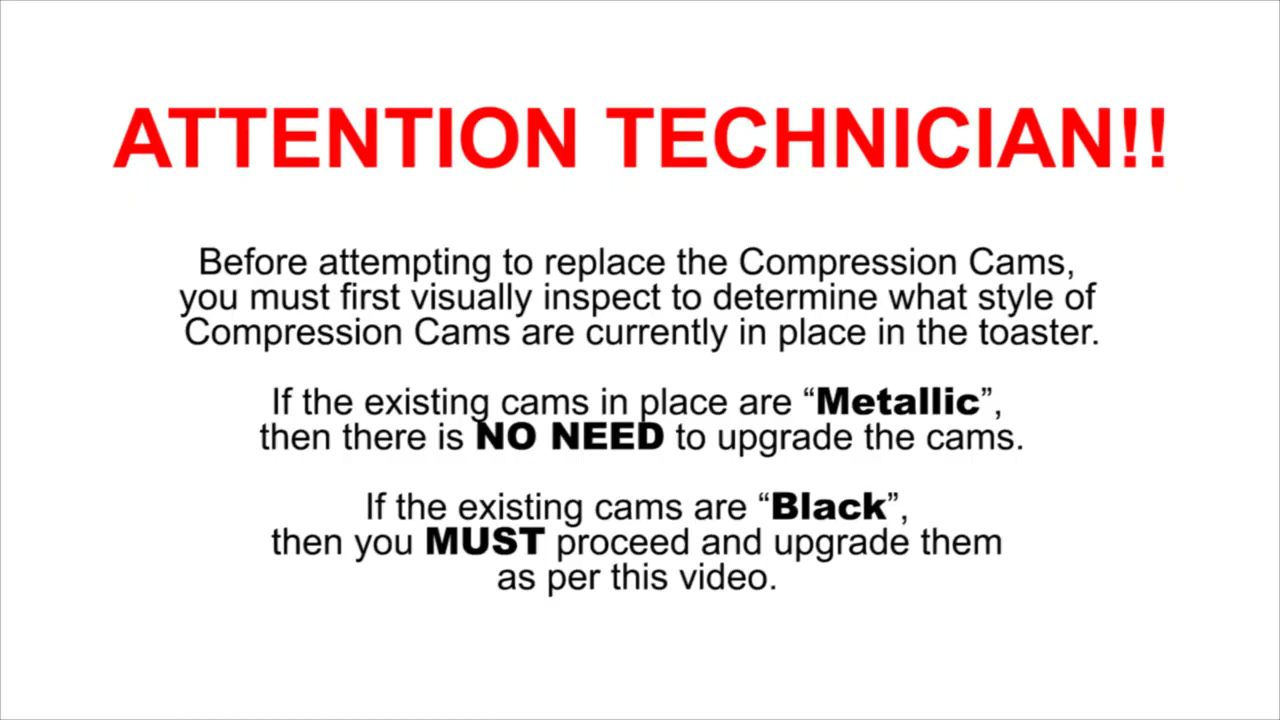 ATTENTION TECHNICIAN!!
Before attempting to replace the Compression Cams,
you must first visually inspect to determine what style of
Compression Cams are currently in place in the toaster.
If the existing cams in place are “Metallic”,
then there is NO NEED to upgrade the cams.
If the existing cams are “Black”,
then you MUST proceed and upgrade them
as per this video.